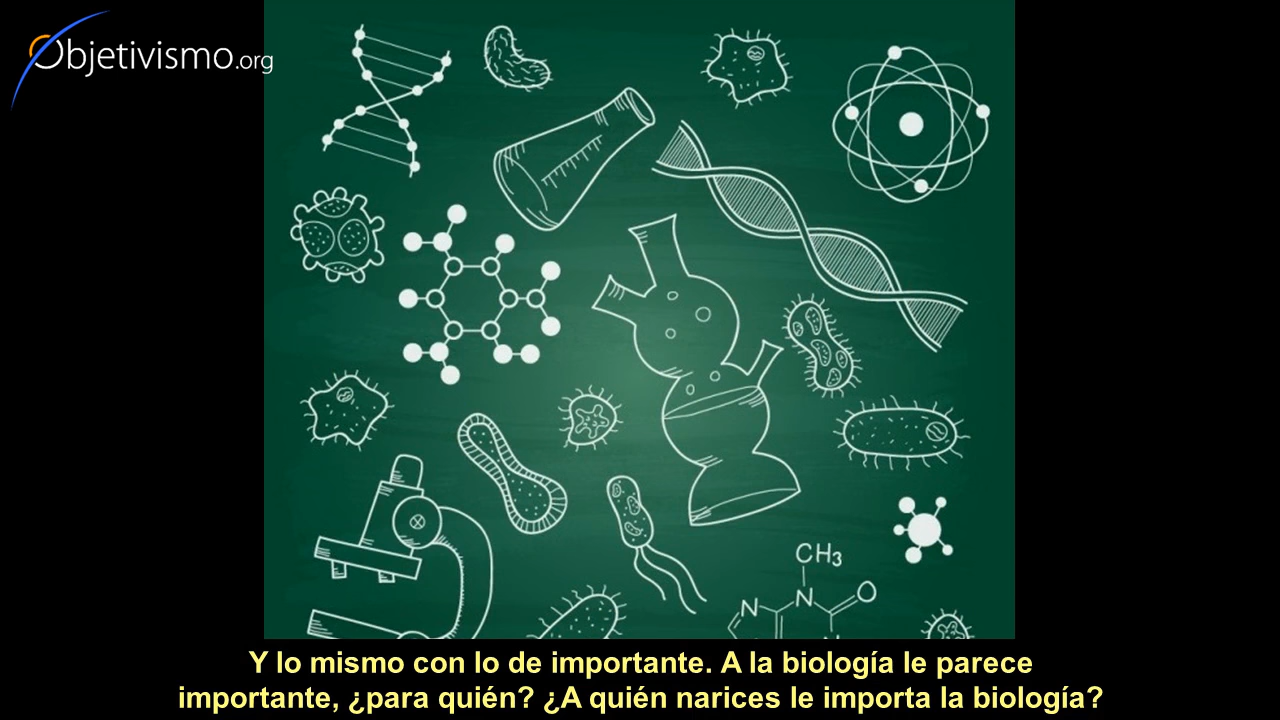 Objetivismo.org
CH3
N
N
O
Y lo mismo con lo de importante. A la biología le parece
importante, ¿para quién? ¿A quién narices le importa la biología?